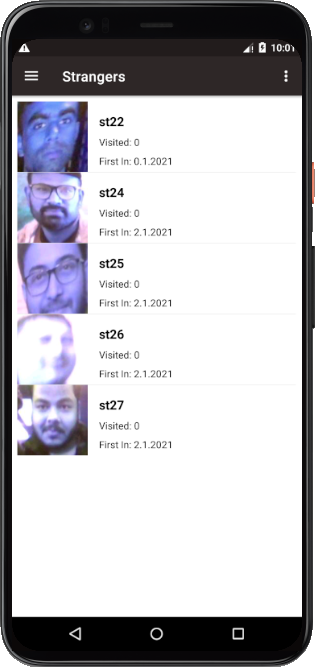 10:01
Strangers
st22
Visited: 0
First In: 0.1.2021
st24
Visited: 0
First In: 2.1.2021
st25
Visited: 0
First In: 2.1.2021
st26
Visited: 0
First In: 2.1.2021
st27
Visited: 0
First In: 2.1.2021